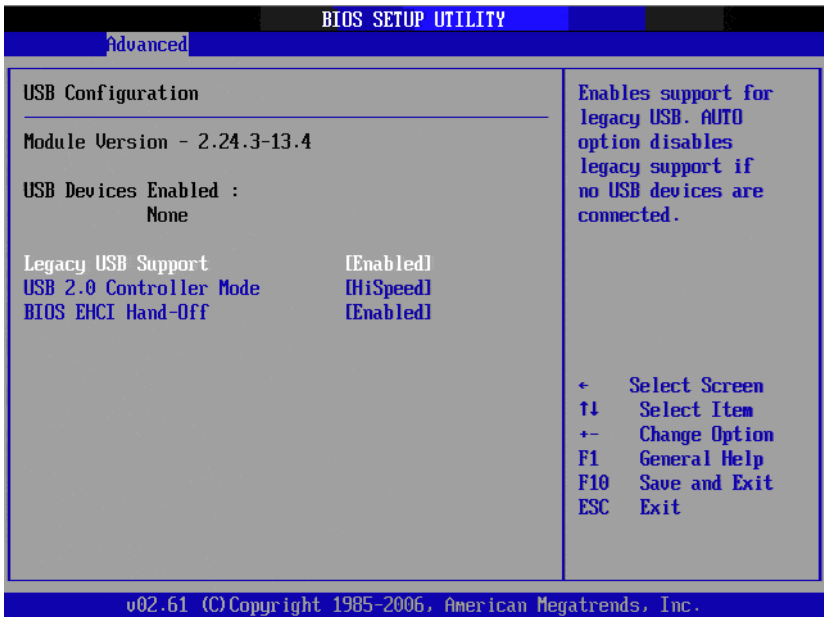 BIOS SETUP UTILITY
Advanced
USB Configuration
Module Version - 2.24.3-13.4
USB Devices Enabled :
None
Legacy USB Support [Enabled]
USB 2.0 Controller Mode [HiSpeed]
BIOS EHCI Hand-Off [Enabled]
Enables support for
legacy USB. AUTO
option disables
legacy support if
no USB devices are
connected.
← Select Screen
↑↓ Select Item
+- Change Option
F1 General Help
F10 Save and Exit
ESC Exit
v02.61 (C)Copyright 1985-2006, American Megatrends, Inc.